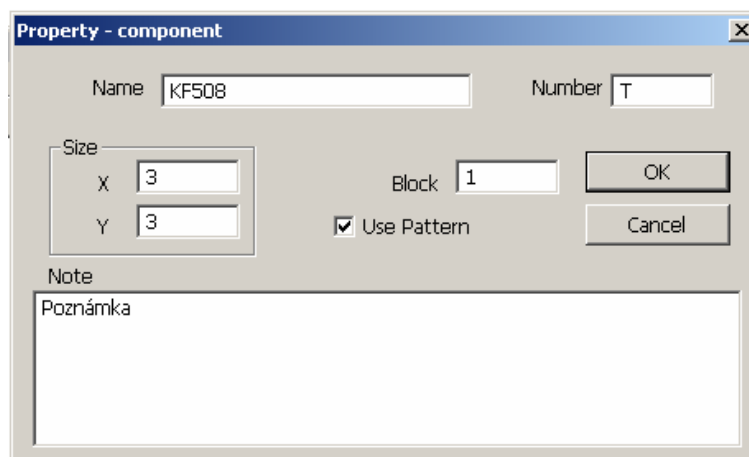 Property - component
Name KF508 Number T
Size
X 3 Block 1 OK
Y 3 Use Pattern Cancel
Note
Poznámka